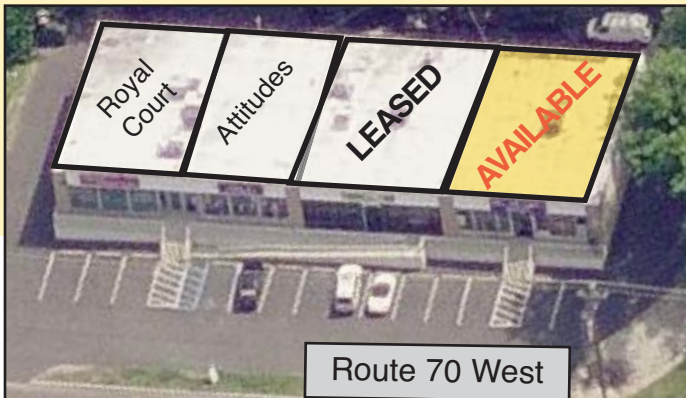 Royal
Court
Attitudes
LEASED
AVAILABLE
Route 70 West